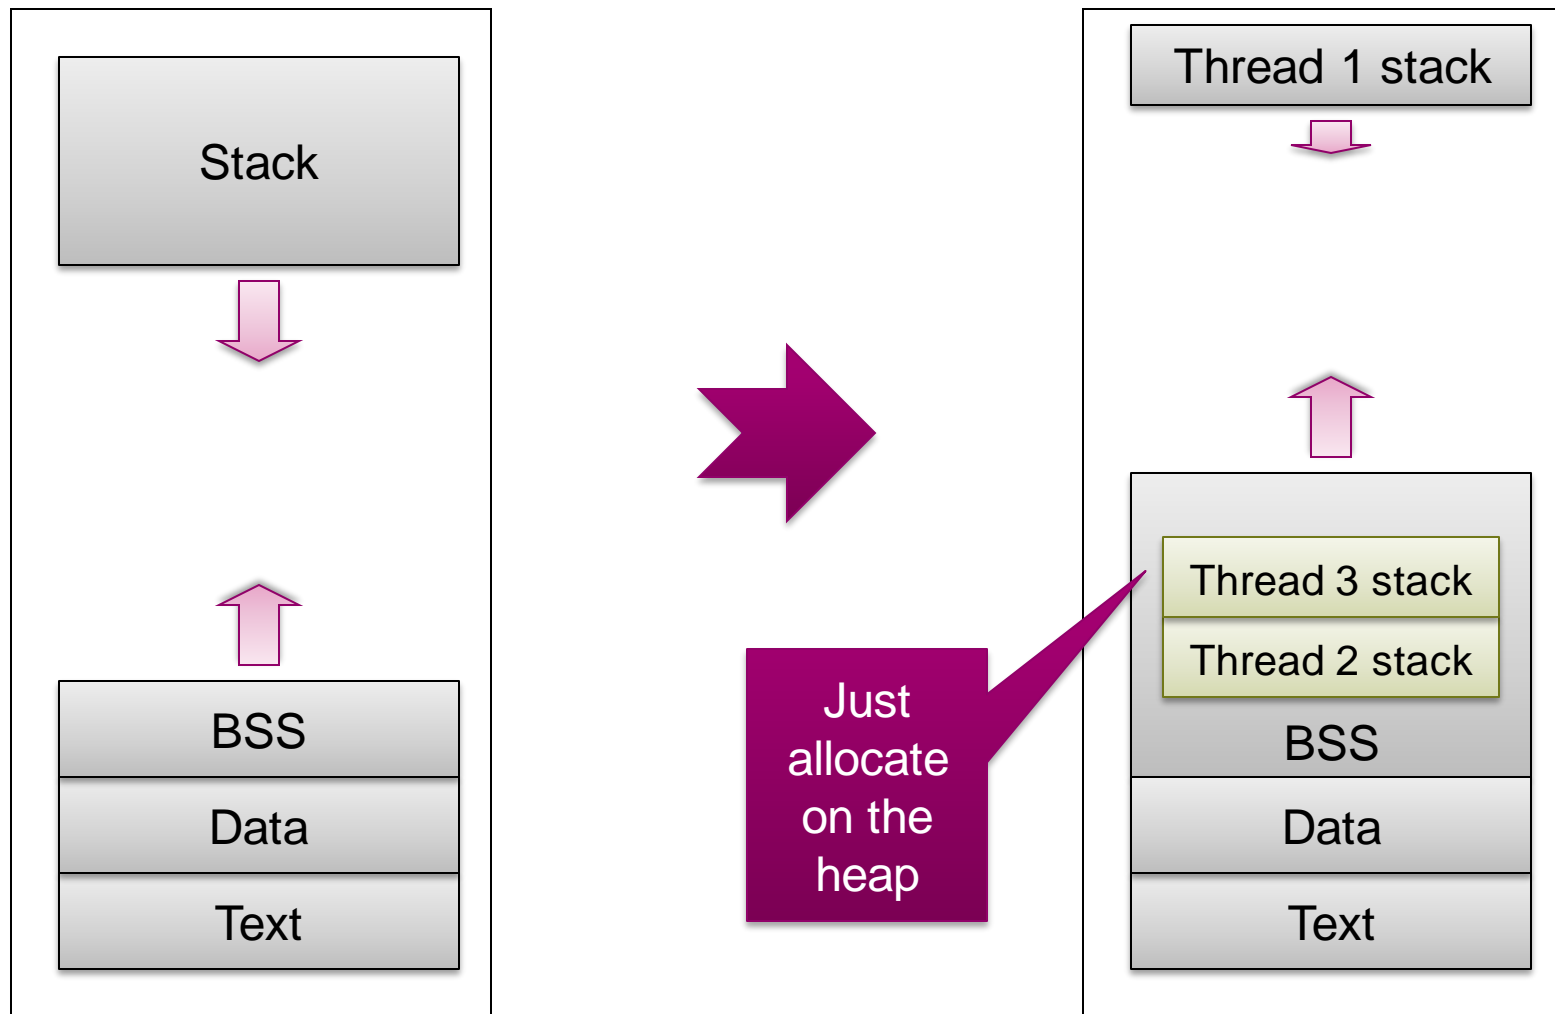 Stack
BSS
Data
Text
Just
allocate
on the
heap
Thread 1 stack
Thread 3 stack
Thread 2 stack
BSS
Data
Text